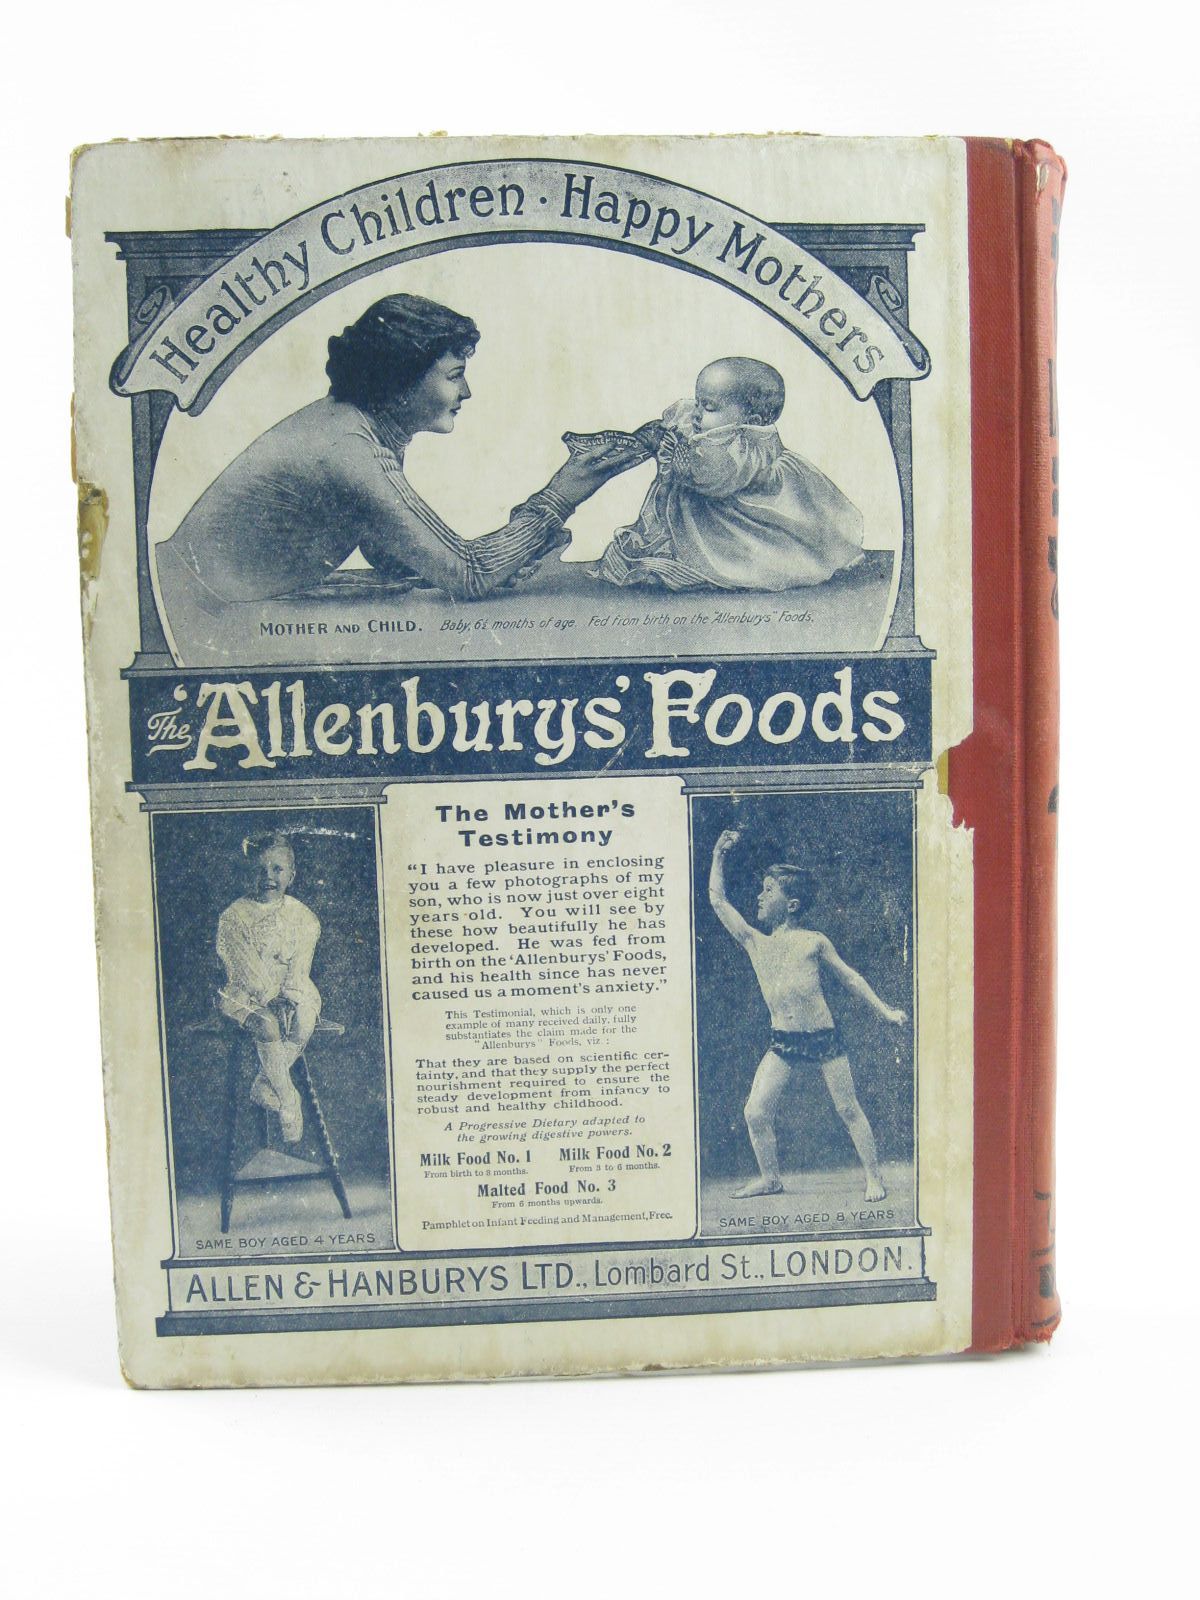 Healthy Children · Happy Mothers
THE ALLENBURYS
MOTHER AND CHILD. Baby, 6½ months of age. Fed from birth on the "Allenburys" Foods.
The 'Allenburys' Foods
The Mother's
Testimony
"I have pleasure in enclosing
you a few photographs of my
son, who is now just over eight
years old. You will see by
these how beautifully he has
developed. He was fed from
birth on the 'Allenburys' Foods,
and his health since has never
caused us a moment's anxiety."
This Testimonial, which is only one
example of many received daily, fully
substantiates the claim made for the
"Allenburys" Foods, viz :
That they are based on scientific cer-
tainty, and that they supply the perfect
nourishment required to ensure the
steady development from infancy to
robust and healthy childhood.
A Progressive Dietary adapted to
the growing digestive powers.
Milk Food No. 1 Milk Food No. 2
From birth to 3 months. From 3 to 6 months.
Malted Food No. 3
From 6 months upwards.
Pamphlet on Infant Feeding and Management, Free.
SAME BOY AGED 4 YEARS
SAME BOY AGED 8 YEARS
ALLEN & HANBURYS LTD., Lombard St., LONDON.